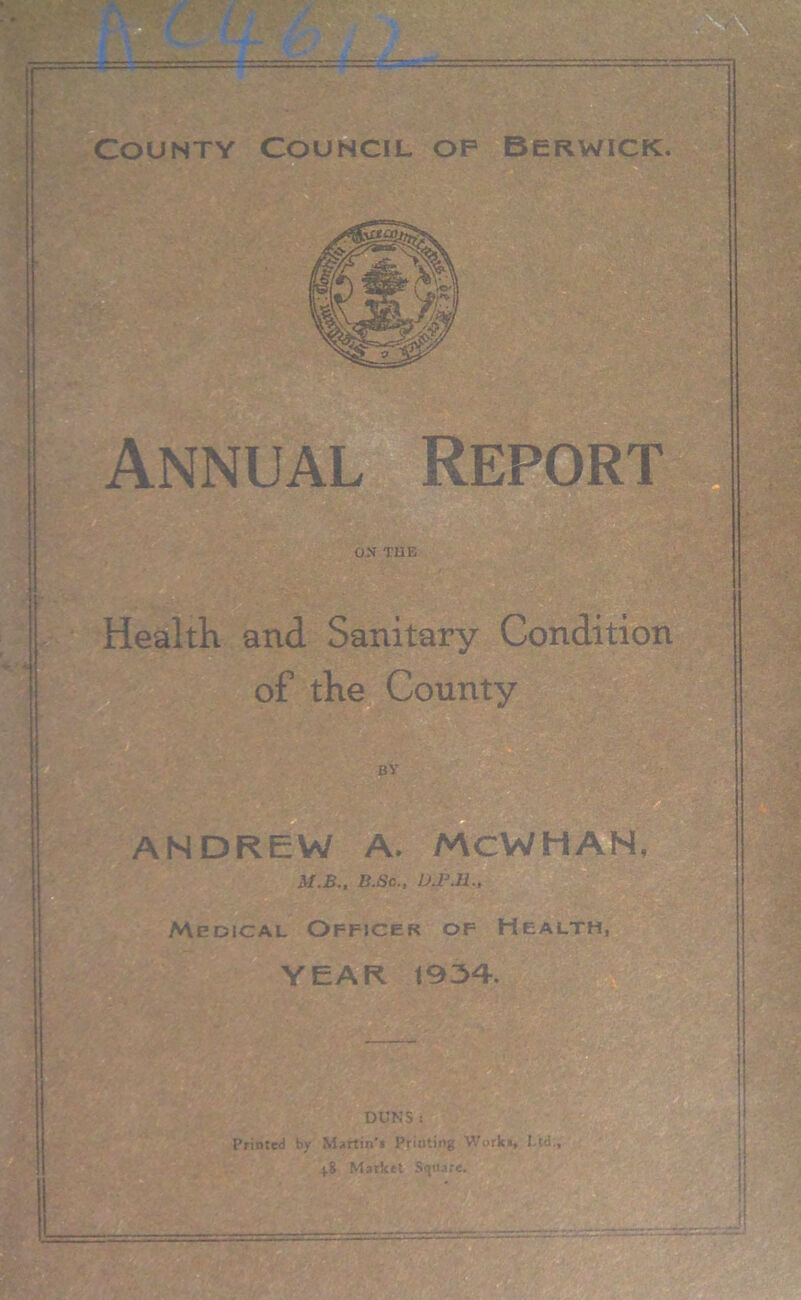 AC4612
COUNTY COUNCIL OF BERWICK.
ANNUAL REPORT
ON THE
Health and Sanitary Condition
of the County
BY
ANDREW A. McWHAN,
M.B., B.Sc., D.P.H.,
MEDICAL OFFICER OF HEALTH,
YEAR 1934.
DUNS:
Printed by Martin's Printing Works, Ltd.,
48 Market Square.